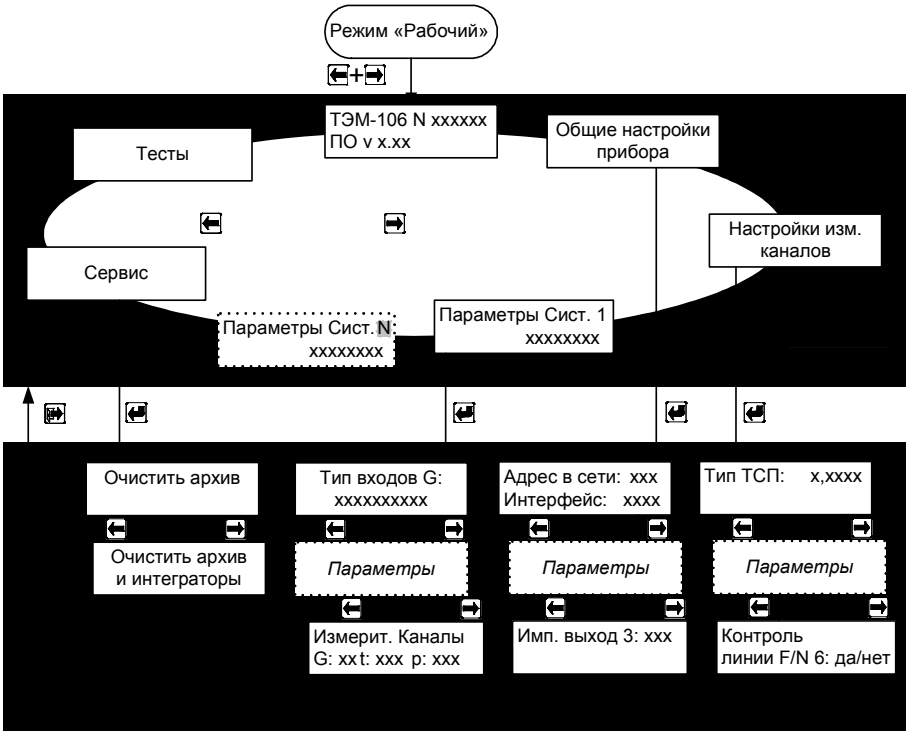 Режим «Рабочий»
+
ТЭМ-106 N xxxxxx
ПО v x.xx
Общие настройки
прибора
Тесты
Настройки изм.
каналов
Сервис
Параметры Сист. N
xxxxxxxx
Параметры Сист. 1
xxxxxxxx
Очистить архив
Тип входов G:
xxxxxxxxxx
Адрес в сети: xxx
Интерфейс: xxxx
Тип ТСП: x,xxxx
Очистить архив
и интеграторы
Параметры
Параметры
Параметры
Измерит. Каналы
G: xx t: xxx p: xxx
Имп. выход 3: xxx
Контроль
линии F/N 6: да/нет